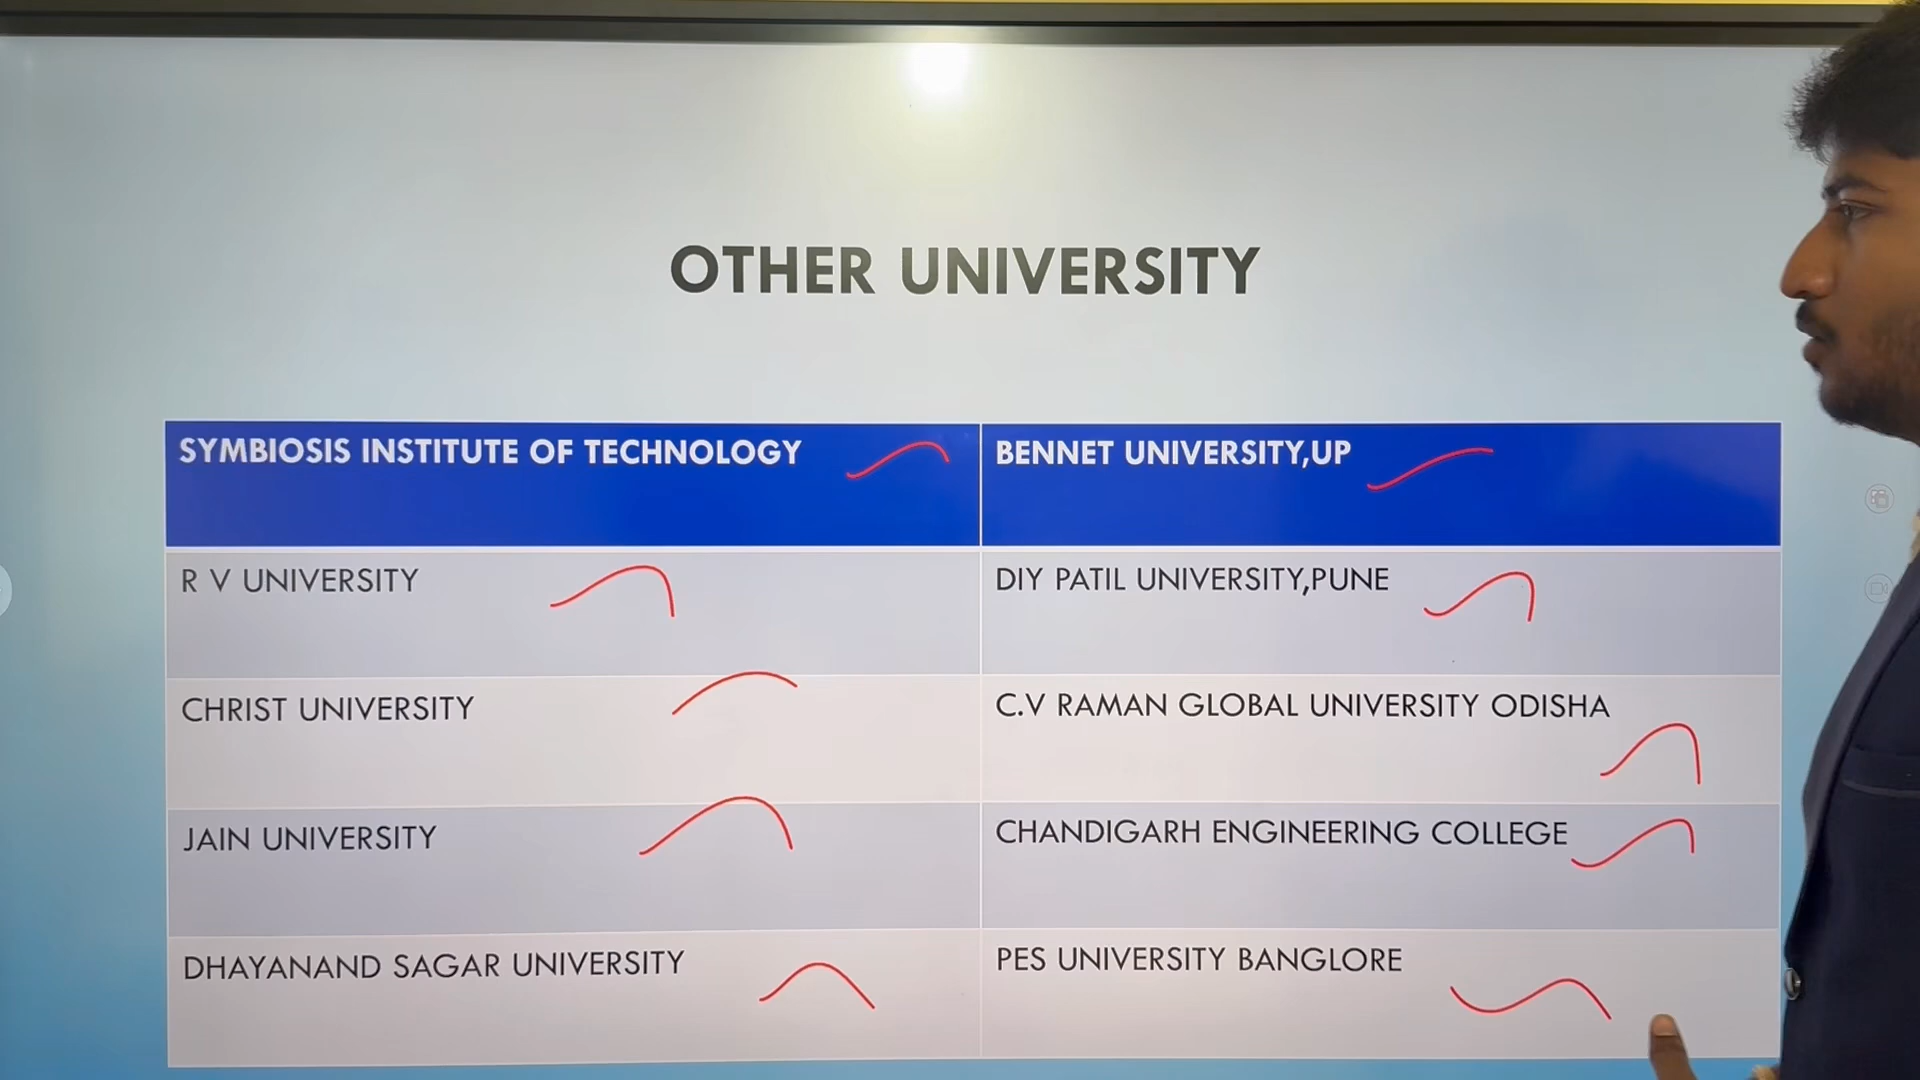 OTHER UNIVERSITY
SYMBIOSIS INSTITUTE OF TECHNOLOGY
BENNET UNIVERSITY,UP
R V UNIVERSITY
DIY PATIL UNIVERSITY,PUNE
CHRIST UNIVERSITY
C.V RAMAN GLOBAL UNIVERSITY ODISHA
JAIN UNIVERSITY
CHANDIGARH ENGINEERING COLLEGE
DHAYANAND SAGAR UNIVERSITY
PES UNIVERSITY BANGLORE